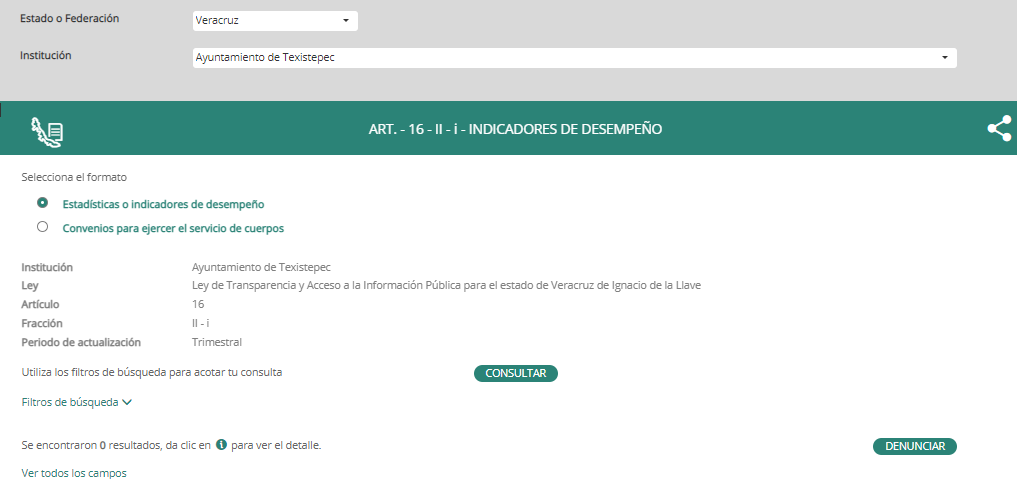 Estado o Federación Veracruz
Institución Ayuntamiento de Texistepec
ART. - 16 - II - i - INDICADORES DE DESEMPEÑO
Selecciona el formato
Estadísticas o indicadores de desempeño
Convenios para ejercer el servicio de cuerpos
Institución Ayuntamiento de Texistepec
Ley Ley de Transparencia y Acceso a la Información Pública para el estado de Veracruz de Ignacio de la Llave
Artículo 16
Fracción II - i
Periodo de actualización Trimestral
Utiliza los filtros de búsqueda para acotar tu consulta CONSULTAR
Filtros de búsqueda
Se encontraron 0 resultados, da clic en i para ver el detalle. DENUNCIAR
Ver todos los campos